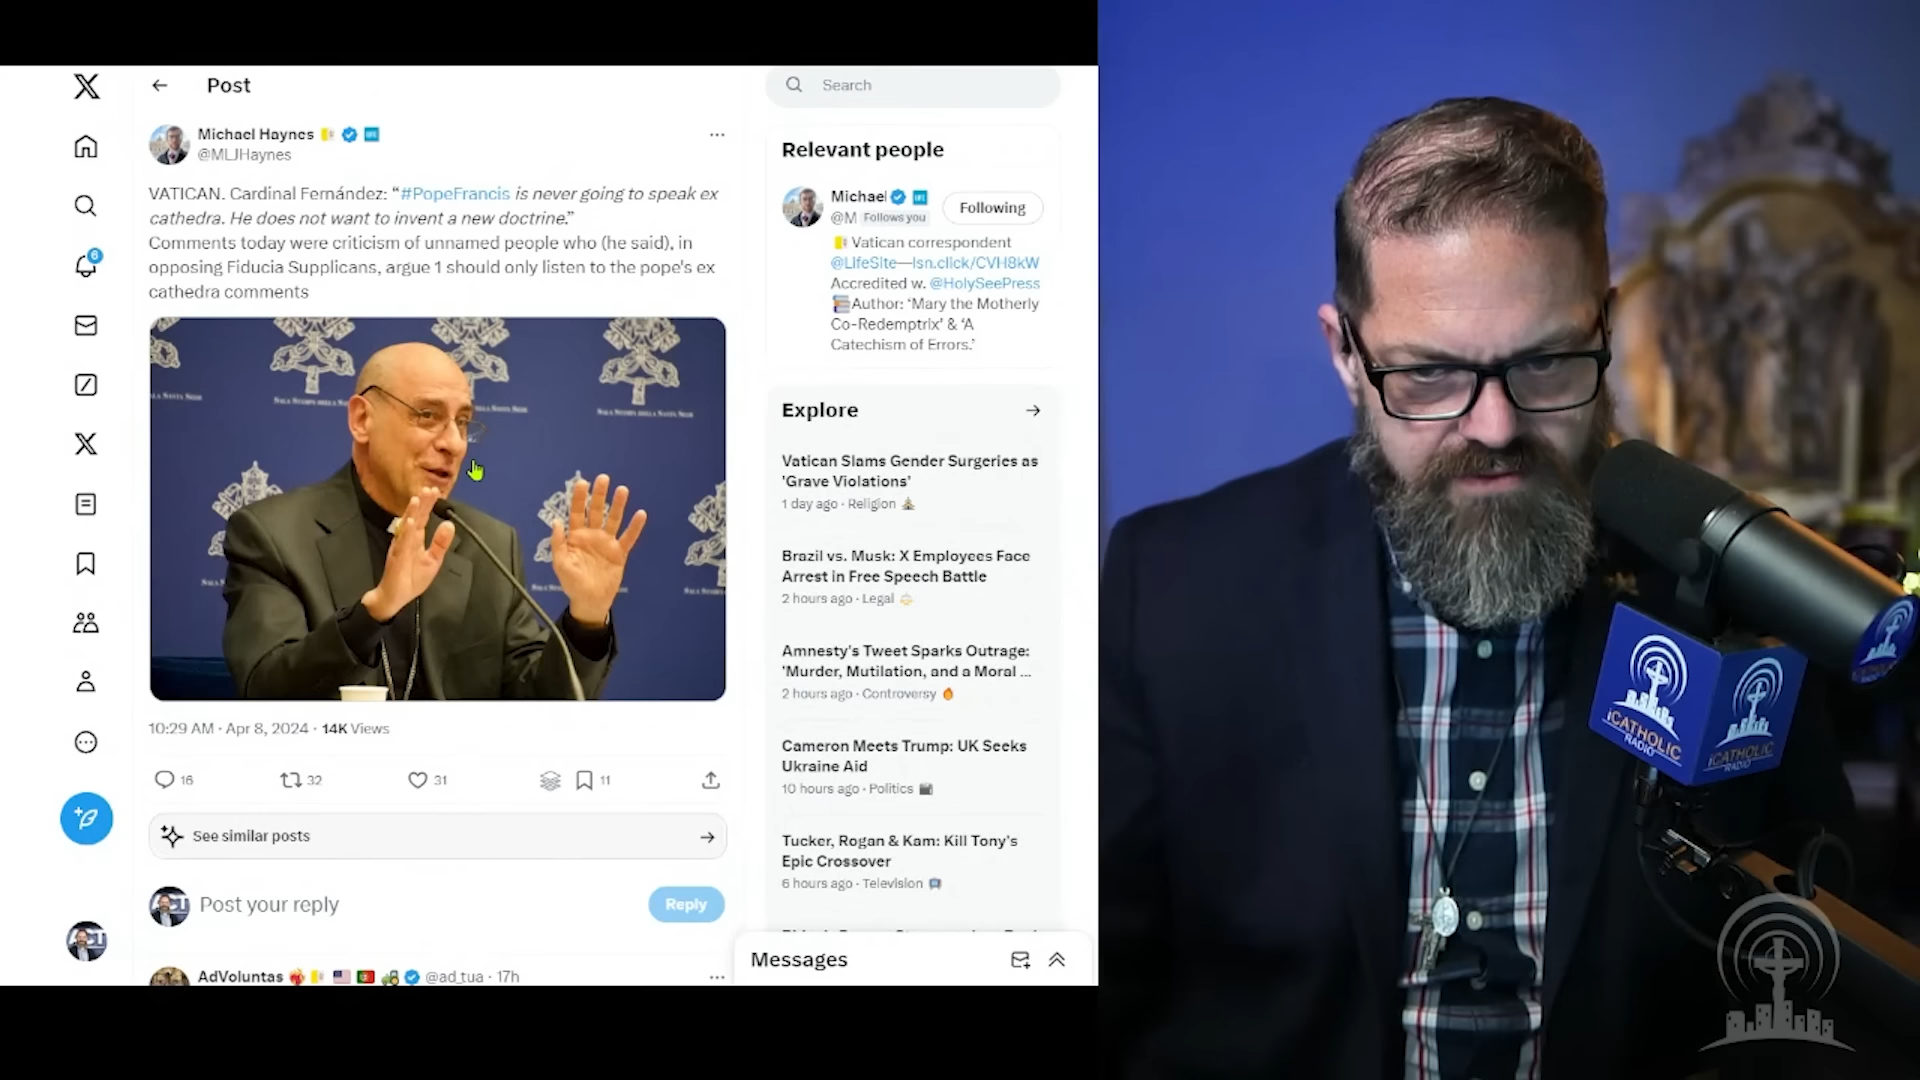 Post
Michael Haynes
@MLJHaynes
VATICAN. Cardinal Fernández: “#PopeFrancis is never going to speak ex
cathedra. He does not want to invent a new doctrine.”
Comments today were criticism of unnamed people who (he said), in
opposing Fiducia Supplicans, argue 1 should only listen to the pope's ex
cathedra comments
10:29 AM · Apr 8, 2024 · 14K Views
16
32
31
11
See similar posts
Post your reply
Reply
AdVoluntas @ad_tua · 17h
6
Search
Relevant people
Michael
@M Follows you
Following
Vatican correspondent
@LifeSite—lsn.click/CVH8kW
Accredited w. @HolySeePress
Author: ‘Mary the Motherly
Co-Redemptrix’ & ‘A
Catechism of Errors.’
Explore
Vatican Slams Gender Surgeries as
'Grave Violations'
1 day ago · Religion
Brazil vs. Musk: X Employees Face
Arrest in Free Speech Battle
2 hours ago · Legal
Amnesty's Tweet Sparks Outrage:
'Murder, Mutilation, and a Moral ...
2 hours ago · Controversy
Cameron Meets Trump: UK Seeks
Ukraine Aid
10 hours ago · Politics
Tucker, Rogan & Kam: Kill Tony's
Epic Crossover
6 hours ago · Television
Messages
iCATHOLIC
RADIO
iCATHOLIC
RADIO